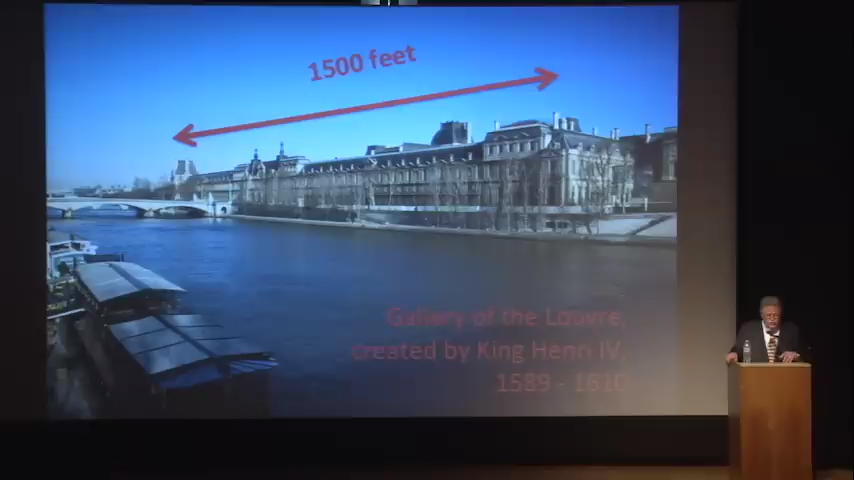 1500 feet
Gallery of the Louvre,
created by King Henri IV,
1589 - 1610